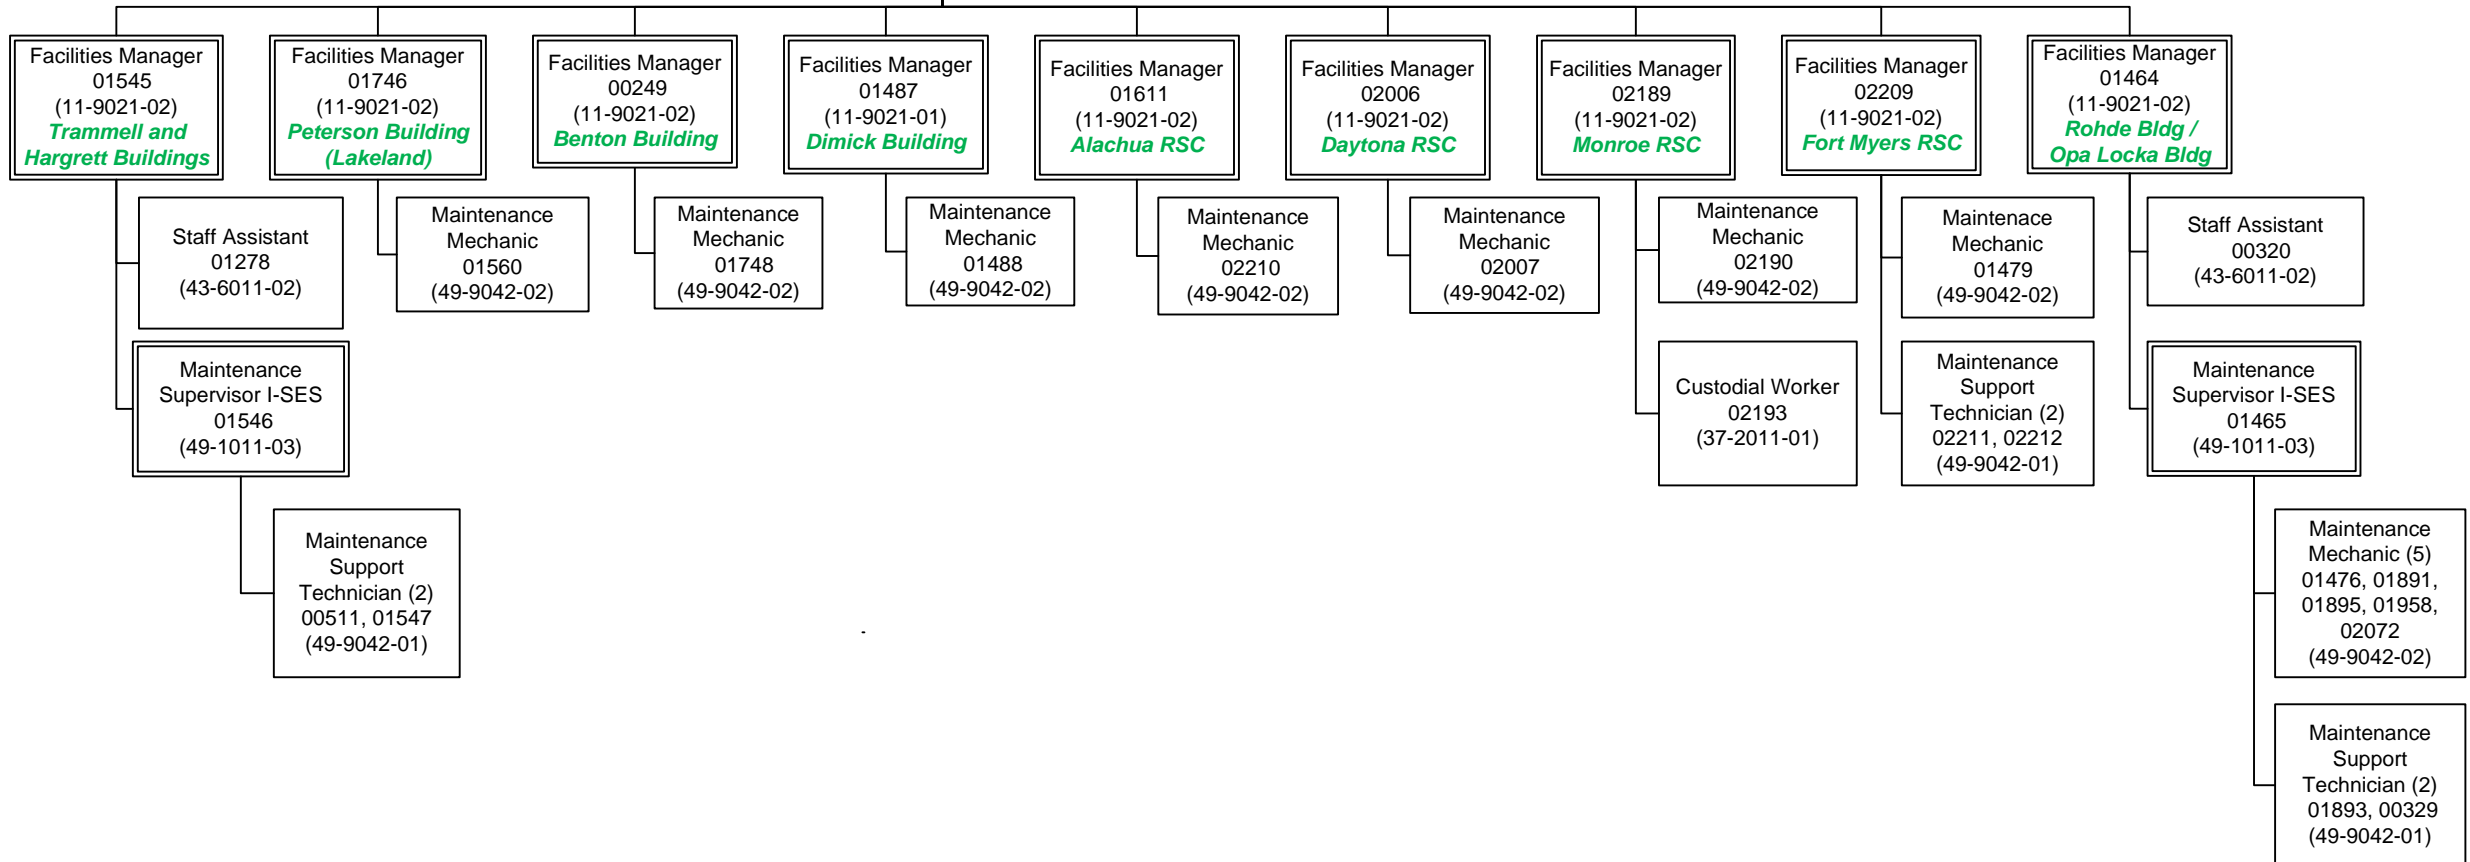 Facilities Manager
01545
(11-9021-02)
Trammell and
Hargrett Buildings
Facilities Manager
01746
(11-9021-02)
Peterson Building
(Lakeland)
Facilities Manager
00249
(11-9021-02)
Benton Building
Facilities Manager
01487
(11-9021-01)
Dimick Building
Facilities Manager
01611
(11-9021-02)
Alachua RSC
Facilities Manager
02006
(11-9021-02)
Daytona RSC
Facilities Manager
02189
(11-9021-02)
Monroe RSC
Facilities Manager
02209
(11-9021-02)
Fort Myers RSC
Facilities Manager
01464
(11-9021-02)
Rohde Bldg /
Opa Locka Bldg
Staff Assistant
01278
(43-6011-02)
Maintenance
Mechanic
01560
(49-9042-02)
Maintenance
Mechanic
01748
(49-9042-02)
Maintenance
Mechanic
01488
(49-9042-02)
Maintenance
Mechanic
02210
(49-9042-02)
Maintenance
Mechanic
02007
(49-9042-02)
Maintenance
Mechanic
02190
(49-9042-02)
Maintenace
Mechanic
01479
(49-9042-02)
Staff Assistant
00320
(43-6011-02)
Maintenance
Supervisor I-SES
01546
(49-1011-03)
Custodial Worker
02193
(37-2011-01)
Maintenance
Support
Technician (2)
02211, 02212
(49-9042-01)
Maintenance
Supervisor I-SES
01465
(49-1011-03)
Maintenance
Support
Technician (2)
00511, 01547
(49-9042-01)
-
Maintenance
Mechanic (5)
01476, 01891,
01895, 01958,
02072
(49-9042-02)
Maintenance
Support
Technician (2)
01893, 00329
(49-9042-01)